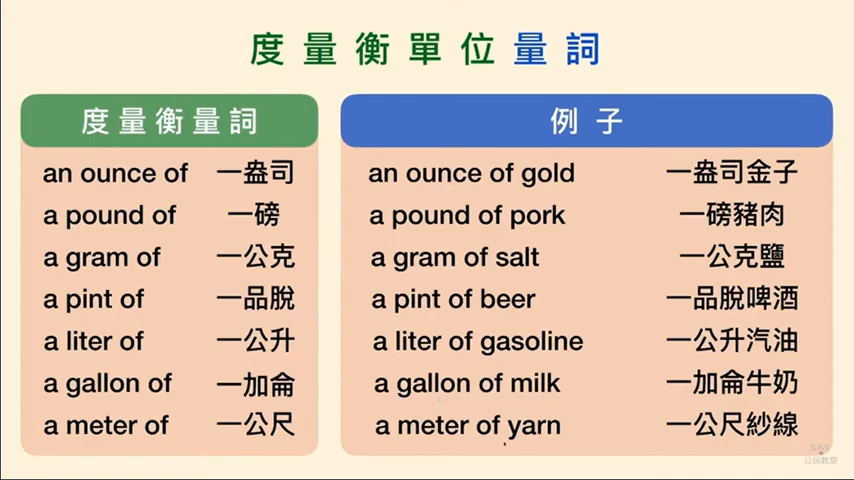 度量衡單位量詞
度量衡量詞 例子
an ounce of 一盎司 an ounce of gold 一盎司金子
a pound of 一磅 a pound of pork 一磅豬肉
a gram of 一公克 a gram of salt 一公克鹽
a pint of 一品脫 a pint of beer 一品脫啤酒
a liter of 一公升 a liter of gasoline 一公升汽油
a gallon of 一加侖 a gallon of milk 一加侖牛奶
a meter of 一公尺 a meter of yarn 一公尺紗線
RAY
公民教室